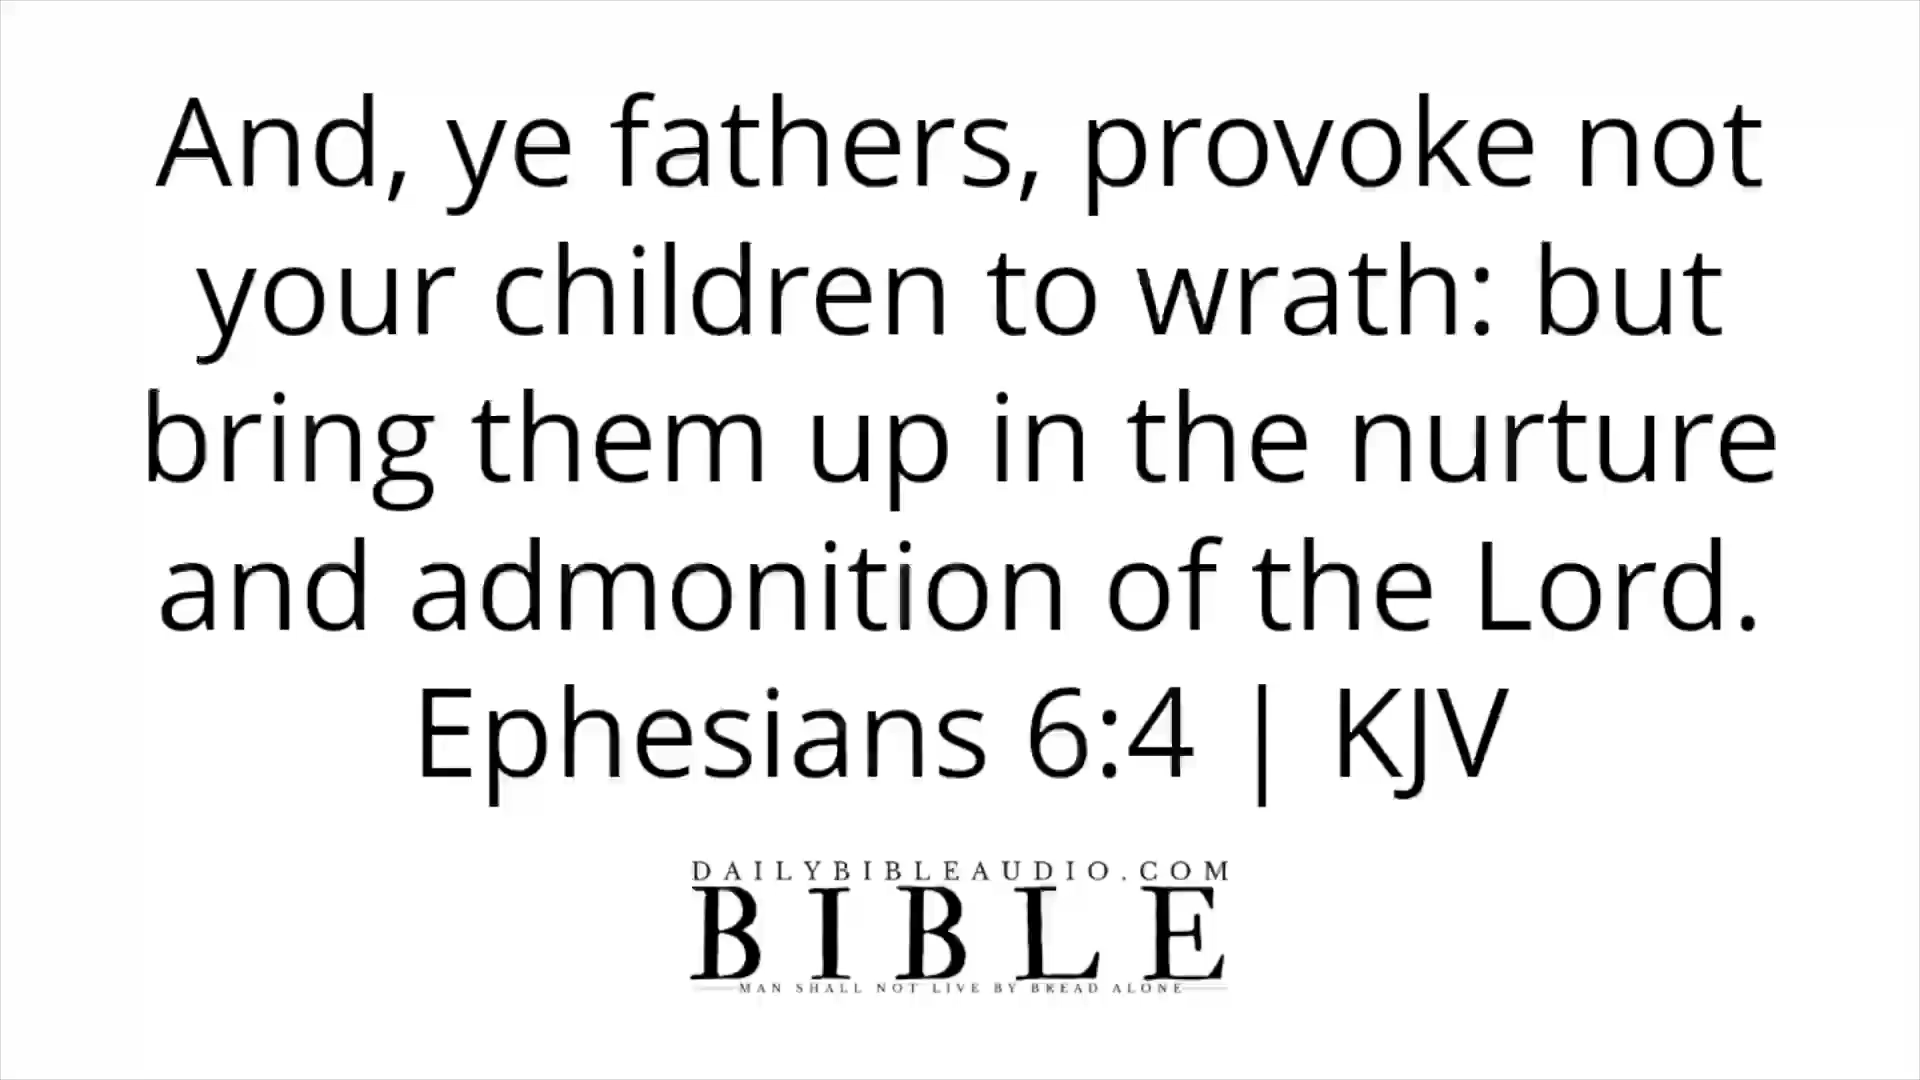 And, ye fathers, provoke not
your children to wrath: but
bring them up in the nurture
and admonition of the Lord.
Ephesians 6:4 | KJV
DAILYBIBLEAUDIO.COM
BIBLE
MAN SHALL NOT LIVE BY BREAD ALONE